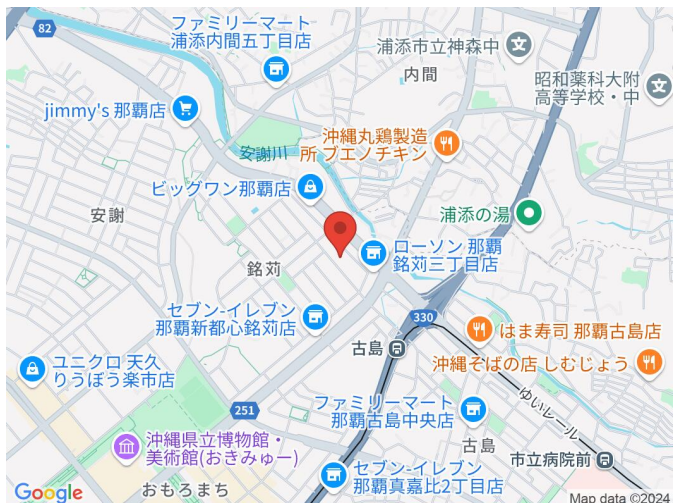 ファミリーマート
浦添内間五丁目店
82
浦添市立神森中
内間
昭和薬科大附
高等学校・中
jimmy's 那覇店
安謝川
沖縄丸鶏製造
所 ブエノチキン
ビッグワン那覇店
安謝
浦添の湯
銘苅
ローソン 那覇
銘苅三丁目店
セブン-イレブン
那覇新都心銘苅店
330
はま寿司 那覇古島店
古島
沖縄そばの店 しむじょう
ユニクロ 天久
りうぼう楽市店
251
ファミリーマート
那覇古島中央店
ゆいレール
沖縄県立博物館・
美術館(おきみゅー)
古島
市立病院前
おもろまち
セブン-イレブン
那覇真嘉比2丁目店
Google
Map data ©2024